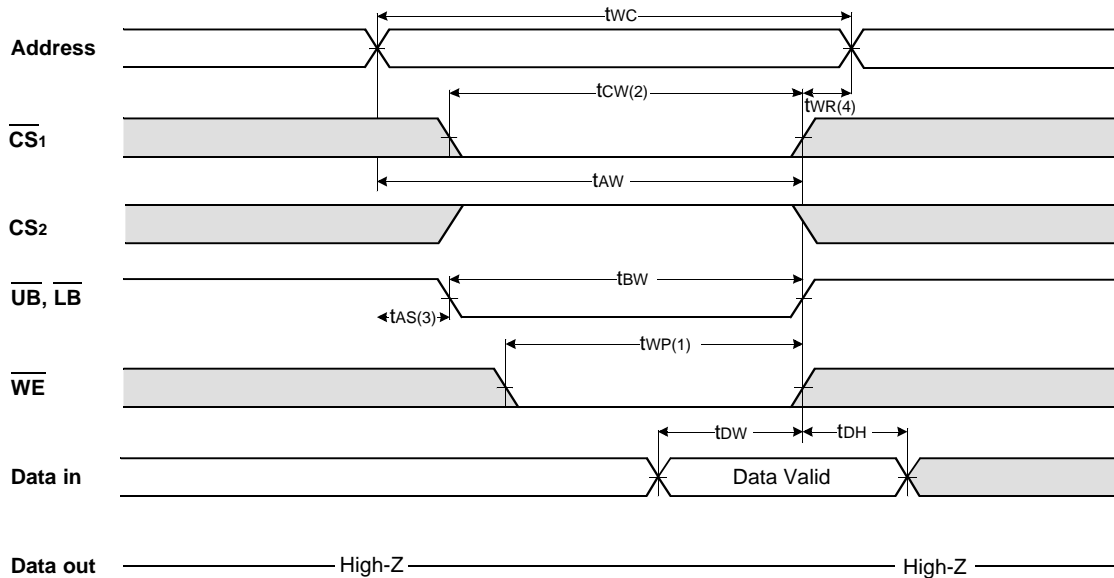 tWC
Address
tCW(2)
tWR(4)
CS1
tAW
CS2
tBW
UB, LB
tAS(3)
tWP(1)
WE
tDW
tDH
Data in
Data Valid
Data out
High-Z
High-Z